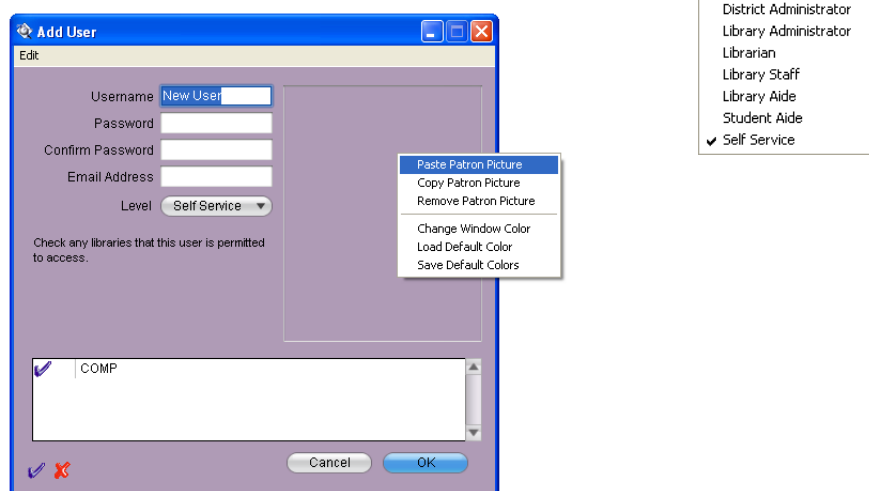 Add User
Edit
Username New User
Password
Confirm Password
Email Address
Level Self Service
Check any libraries that this user is permitted
to access.
Paste Patron Picture
Copy Patron Picture
Remove Patron Picture
Change Window Color
Load Default Color
Save Default Colors
COMP
Cancel OK
District Administrator
Library Administrator
Librarian
Library Staff
Library Aide
Student Aide
Self Service